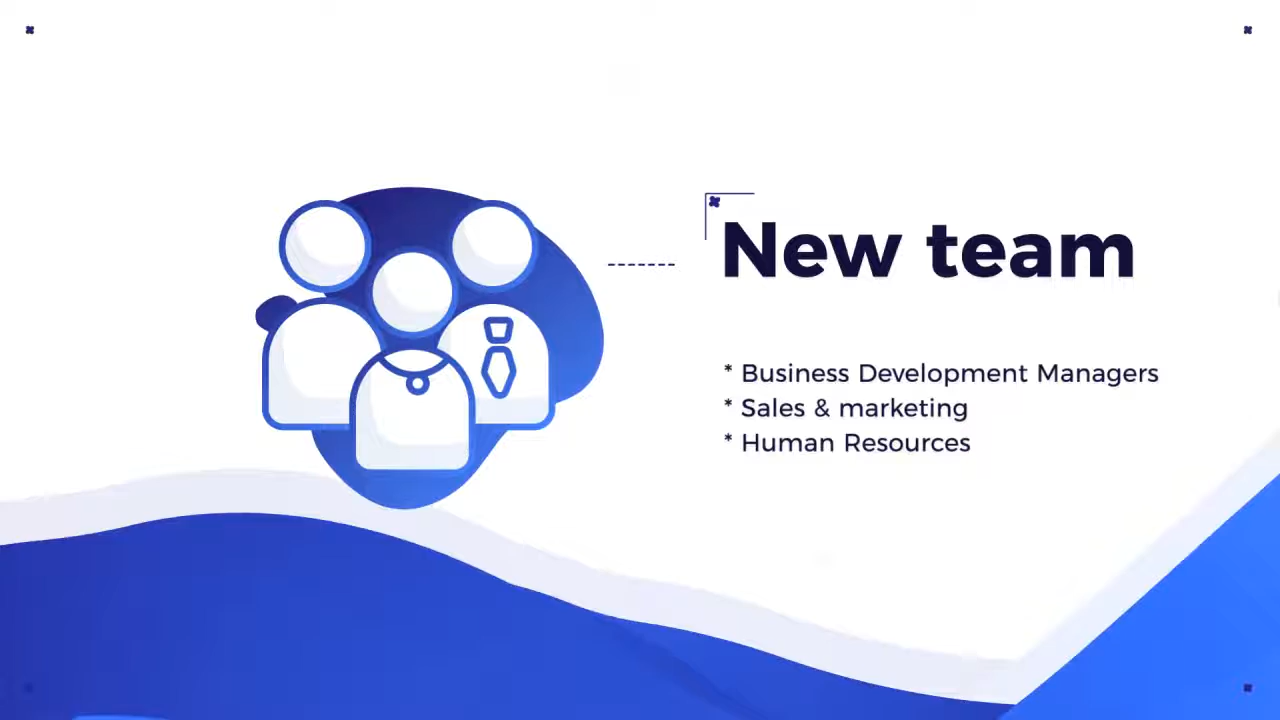 New team
* Business Development Managers
* Sales & marketing
* Human Resources